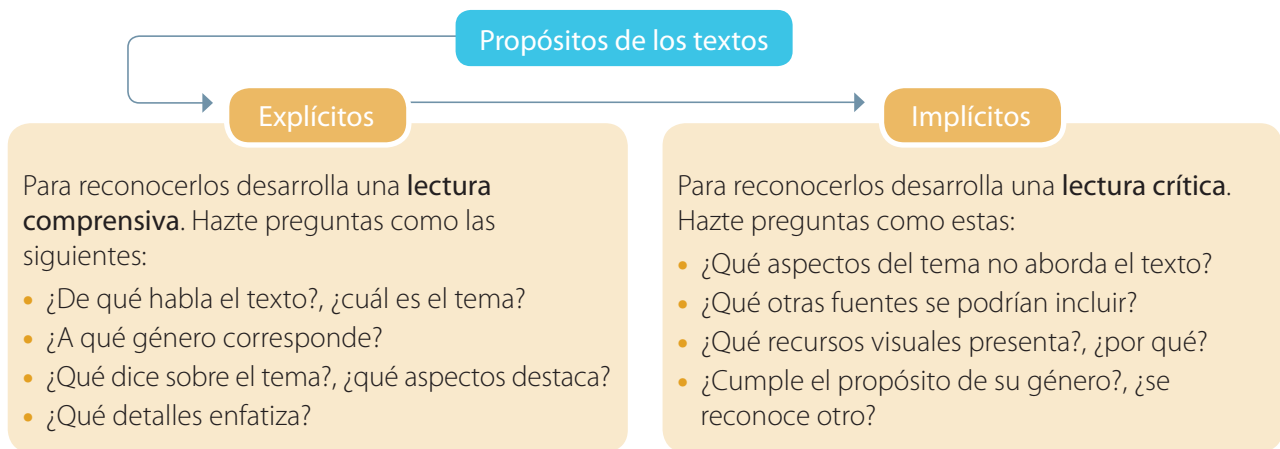 Propósitos de los textos
Explícitos
Para reconocerlos desarrolla una lectura
comprensiva. Hazte preguntas como las
siguientes:
• ¿De qué habla el texto?, ¿cuál es el tema?
• ¿A qué género corresponde?
• ¿Qué dice sobre el tema?, ¿qué aspectos destaca?
• ¿Qué detalles enfatiza?
Implícitos
Para reconocerlos desarrolla una lectura crítica.
Hazte preguntas como estas:
• ¿Qué aspectos del tema no aborda el texto?
• ¿Qué otras fuentes se podrían incluir?
• ¿Qué recursos visuales presenta?, ¿por qué?
• ¿Cumple el propósito de su género?, ¿se
reconoce otro?